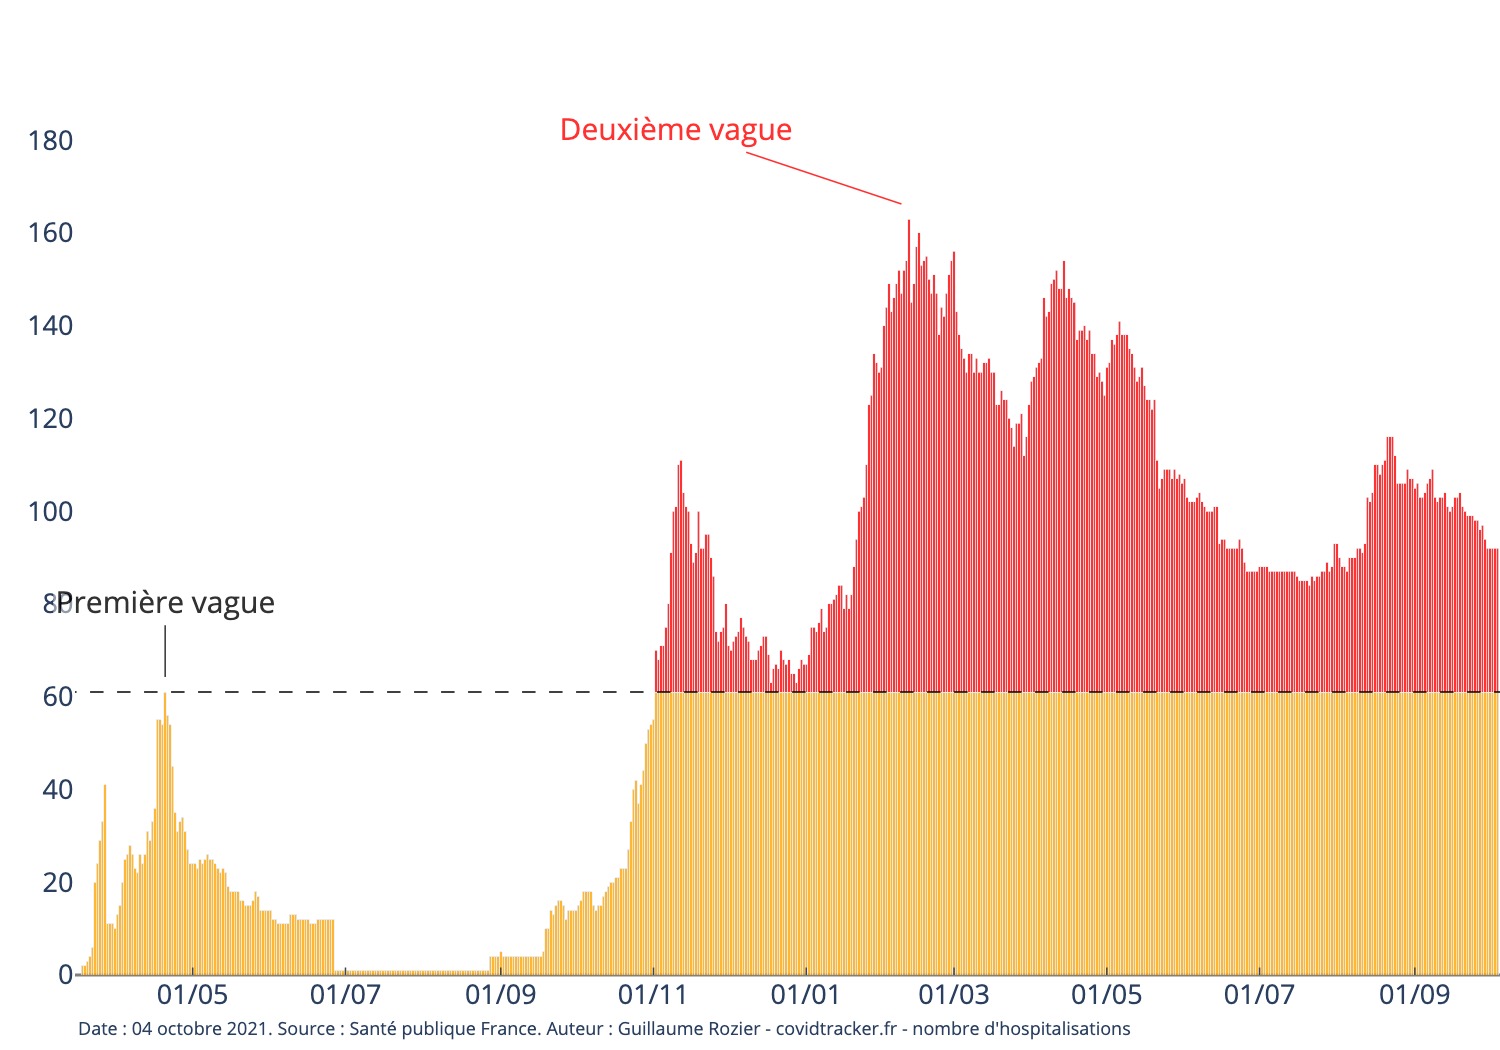 Deuxième vague
180
160
140
120
100
80
Première vague
60
40
20
0
01/05 01/07 01/09 01/11 01/01 01/03 01/05 01/07 01/09
Date : 04 octobre 2021. Source : Santé publique France. Auteur : Guillaume Rozier - covidtracker.fr - nombre d'hospitalisations